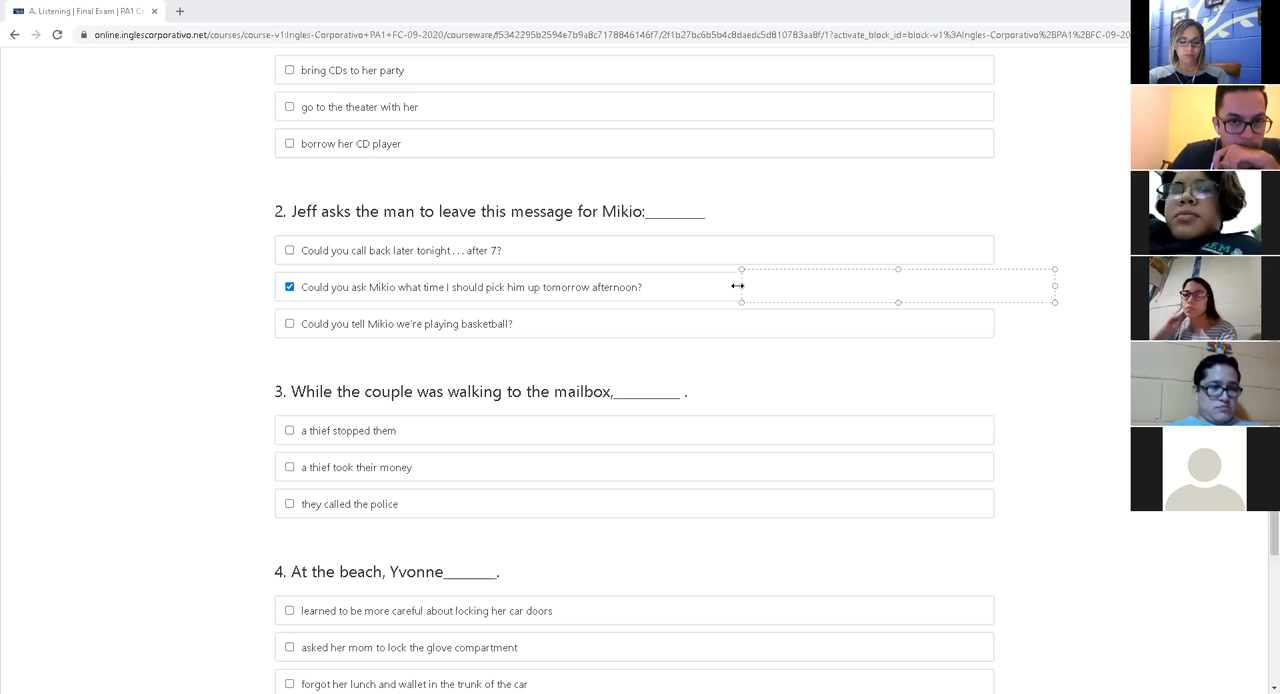 A. Listening | Final Exam | PA1 Co
online.inglescorporativo.net/courses/course-v1:Ingles-Corporativo+PA1+FC-09-2020/courseware/f5342295b2594e7b9a8c7178846146f7/2f1b27bc6b5b4c8daedc5d810783aa8f/1?activate_block_id=block-v1%3AIngles-Corporativo%2BPA1%2BFC-09-20
bring CDs to her party
go to the theater with her
borrow her CD player
2. Jeff asks the man to leave this message for Mikio:________
Could you call back later tonight . . . after 7?
Could you ask Mikio what time I should pick him up tomorrow afternoon?
Could you tell Mikio we're playing basketball?
3. While the couple was walking to the mailbox,_________ .
a thief stopped them
a thief took their money
they called the police
4. At the beach, Yvonne_______.
learned to be more careful about locking her car doors
asked her mom to lock the glove compartment
forgot her lunch and wallet in the trunk of the car